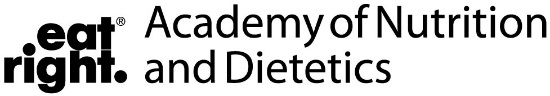 eat®
right.
Academy of Nutrition
and Dietetics